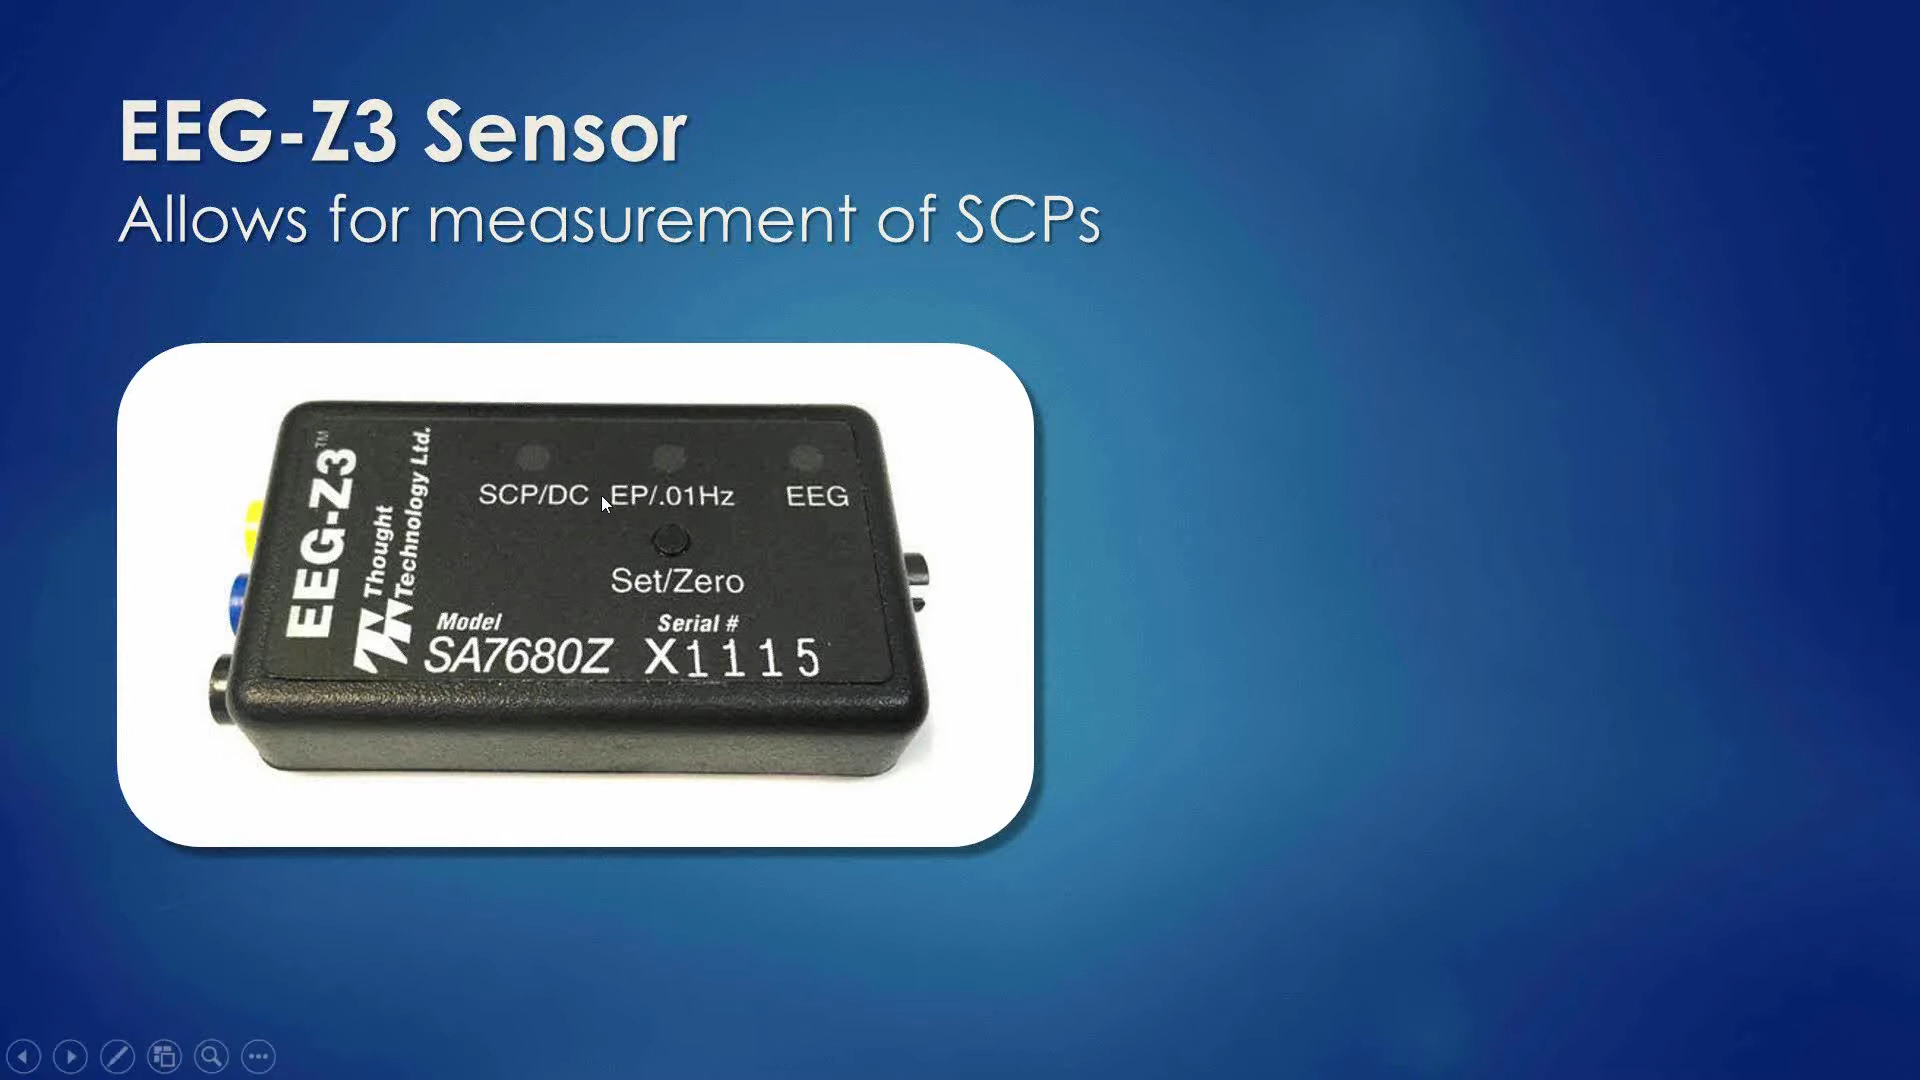 EEG-Z3 Sensor
Allows for measurement of SCPs
EEG-Z3™
Thought
Technology Ltd.
SCP/DC EP/.01Hz EEG
Set/Zero
Model Serial #
SA7680Z X1115